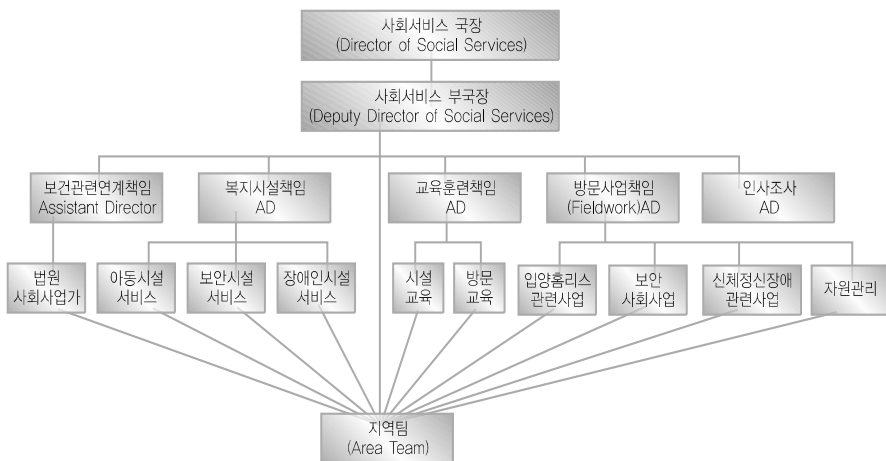 사회서비스 국장
(Director of Social Services)
사회서비스 부국장
(Deputy Director of Social Services)
보건관련연계책임
Assistant Director
복지시설책임
AD
교육훈련책임
AD
방문사업책임
(Fieldwork)AD
인사조사
AD
법원
사회사업가
아동시설
서비스
보안시설
서비스
장애인시설
서비스
시설
교육
방문
교육
입양홈리스
관련사업
보안
사회사업
신체정신장애
관련사업
자원관리
지역팀
(Area Team)